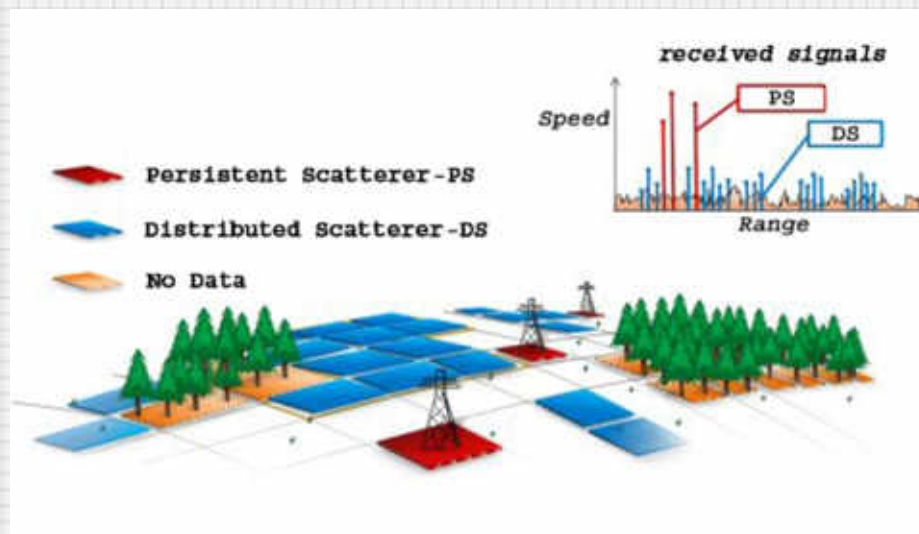 received signals
PS
Speed
DS
Range
Persistent Scatterer-PS
Distributed Scatterer-DS
No Data